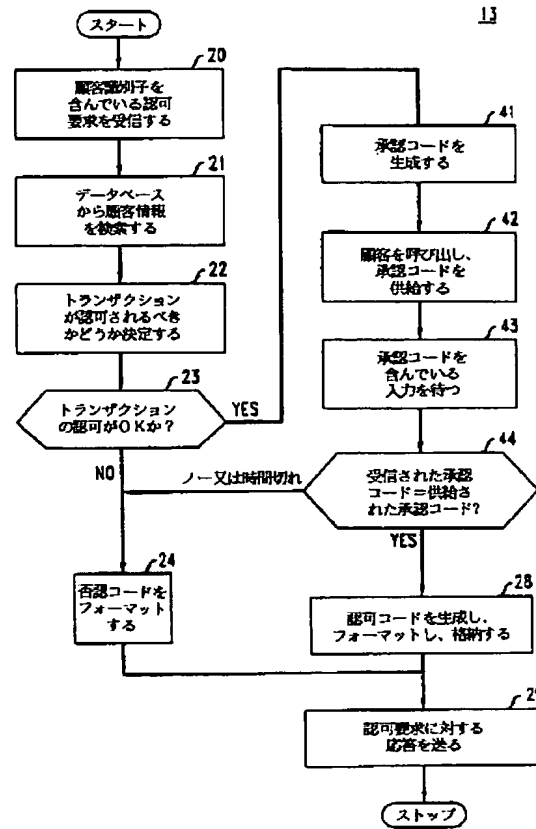 13
スタート
20
顧客識別子を
含んでいる認可
要求を受信する
21
データベース
から顧客情報
を検索する
22
トランザクション
が認可されるべき
かどうか決定する
23
トランザクション
の認可がOKか?
YES
NO
24
否認コードを
フォーマット
する
41
承認コードを
生成する
42
顧客を呼び出し、
承認コードを
供給する
43
承認コードを
含んでいる
入力を待つ
44
受信された承認
コード=供給さ
れた承認コード?
ノー又は時間切れ
YES
28
認可コードを生成し、
フォーマットし、格納する
認可要求に対する
応答を送る
ストップ